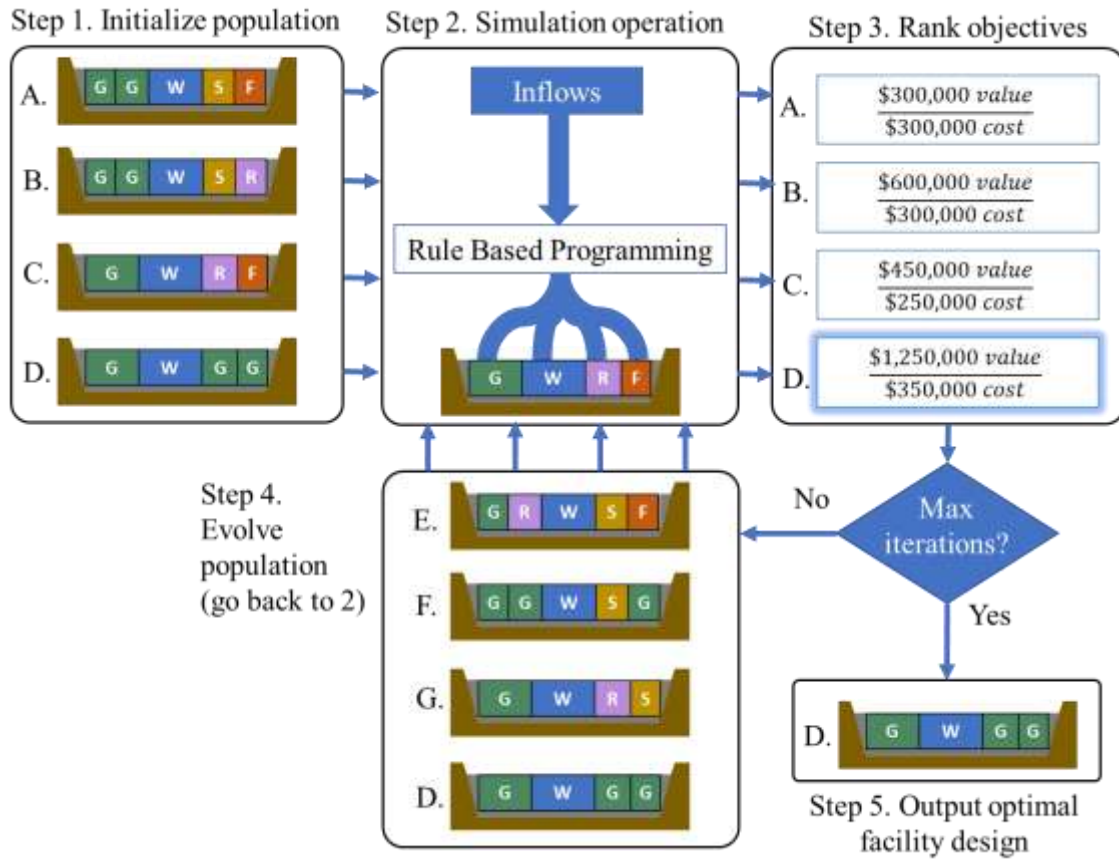 Step 1. Initialize population
A.
G G W S F
B.
G G W S R
C.
G W R F
D.
G W G G
Step 2. Simulation operation
Inflows
Rule Based Programming
G W R F
Step 3. Rank objectives
A.
$300,000 value
$300,000 cost
B.
$600,000 value
$300,000 cost
C.
$450,000 value
$250,000 cost
D.
$1,250,000 value
$350,000 cost
Max
iterations?
No
Yes
Step 4.
Evolve
population
(go back to 2)
E.
G R W S F
F.
G G W S G
G.
G W R S
D.
G W G G
D.
G W G G
Step 5. Output optimal
facility design